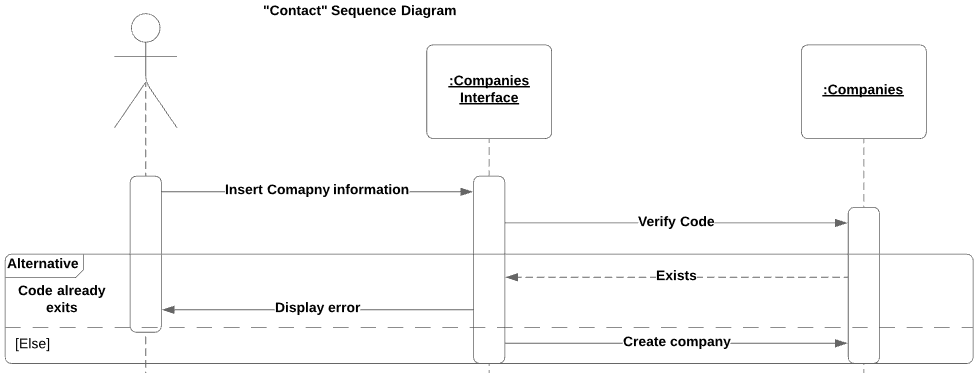 "Contact" Sequence Diagram
:Companies
Interface
:Companies
Insert Comapny information
Verify Code
Alternative
Exists
Code already
exits
Display error
[Else]
Create company